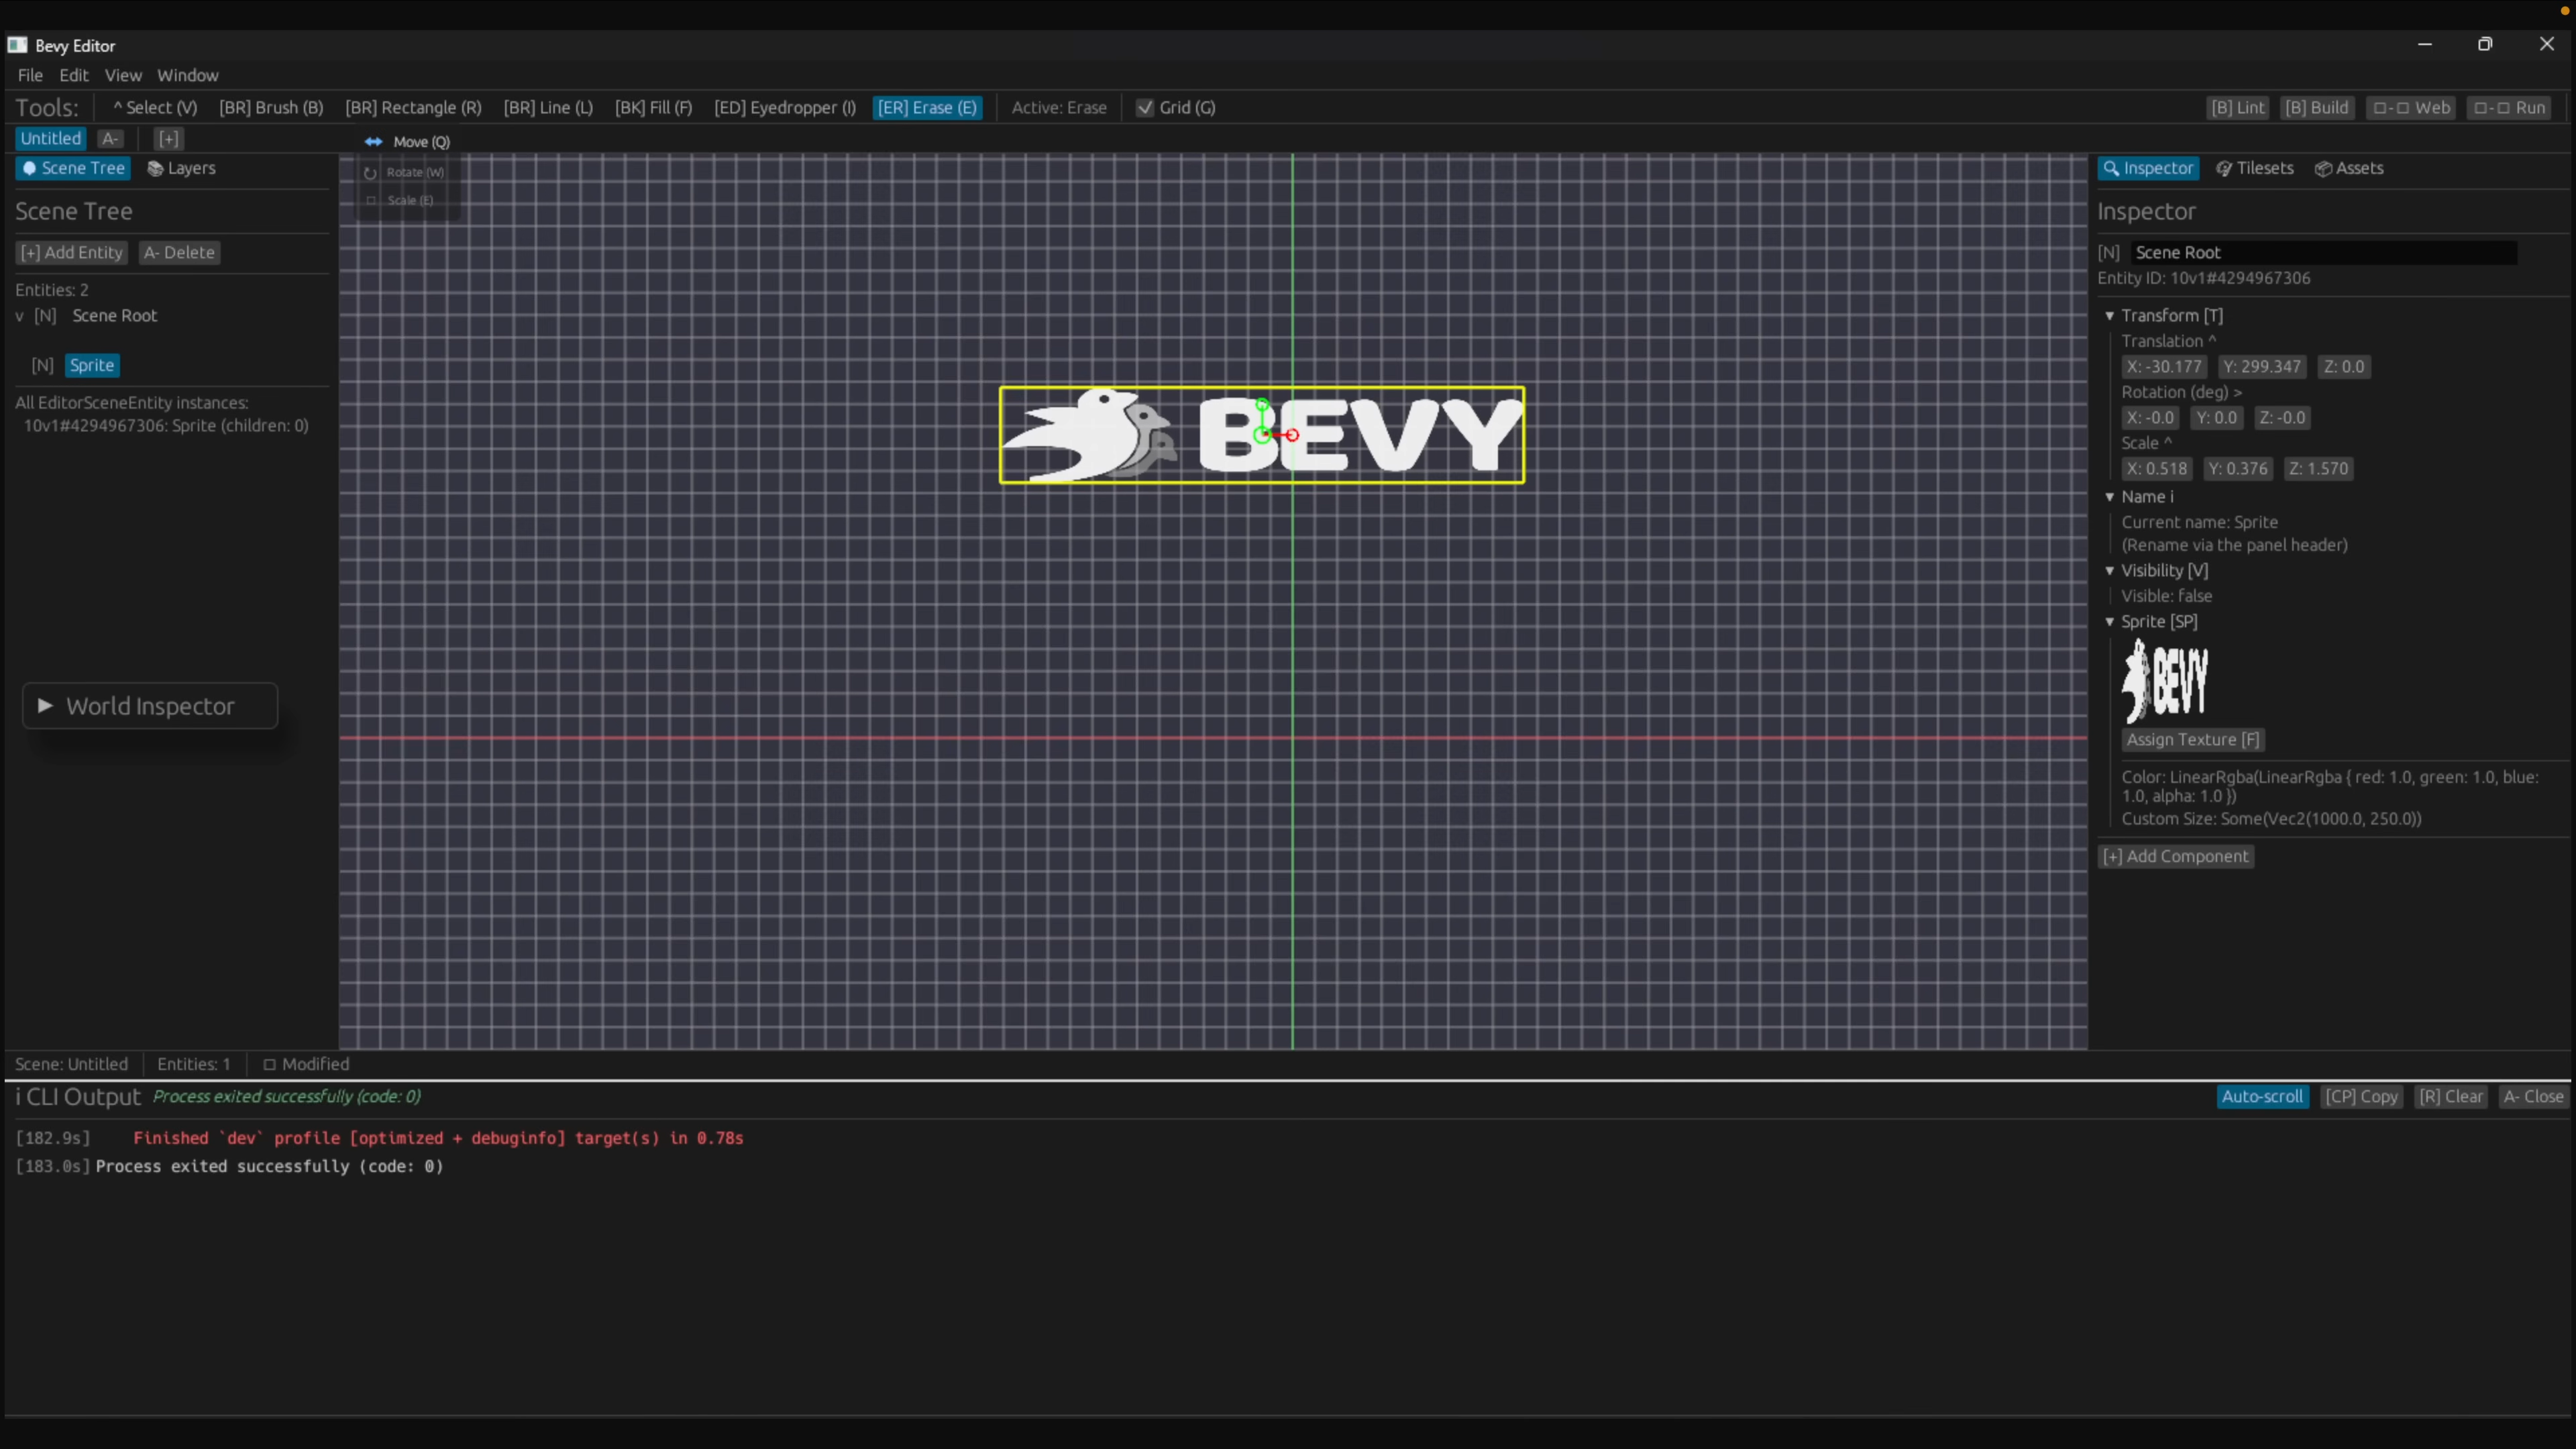 Bevy Editor
File Edit View Window
Tools: ^ Select (V) [BR] Brush (B) [BR] Rectangle (R) [BR] Line (L) [BK] Fill (F) [ED] Eyedropper (I) [ER] Erase (E) Active: Erase Grid (G) [B] Lint [B] Build □-□ Web □-□ Run
Untitled A- [+]
Move (Q)
Rotate (W)
Scale (E)
Scene Tree Layers
Scene Tree
[+] Add Entity A- Delete
Entities: 2
v [N] Scene Root
[N] Sprite
All EditorSceneEntity instances:
10v1#4294967306: Sprite (children: 0)
▶ World Inspector
BEVY
Inspector Tilesets Assets
Inspector
[N] Scene Root
Entity ID: 10v1#4294967306
▼ Transform [T]
Translation ^
X: -30.177 Y: 299.347 Z: 0.0
Rotation (deg) >
X: -0.0 Y: 0.0 Z: -0.0
Scale ^
X: 0.518 Y: 0.376 Z: 1.570
▼ Name i
Current name: Sprite
(Rename via the panel header)
▼ Visibility [V]
Visible: false
▼ Sprite [SP]
BEVY
Assign Texture [F]
Color: LinearRgba(LinearRgba { red: 1.0, green: 1.0, blue:
1.0, alpha: 1.0 })
Custom Size: Some(Vec2(1000.0, 250.0))
[+] Add Component
Scene: Untitled Entities: 1 □ Modified
i CLI Output Process exited successfully (code: 0) Auto-scroll [CP] Copy [R] Clear A- Close
[182.9s] Finished `dev` profile [optimized + debuginfo] target(s) in 0.78s
[183.0s] Process exited successfully (code: 0)